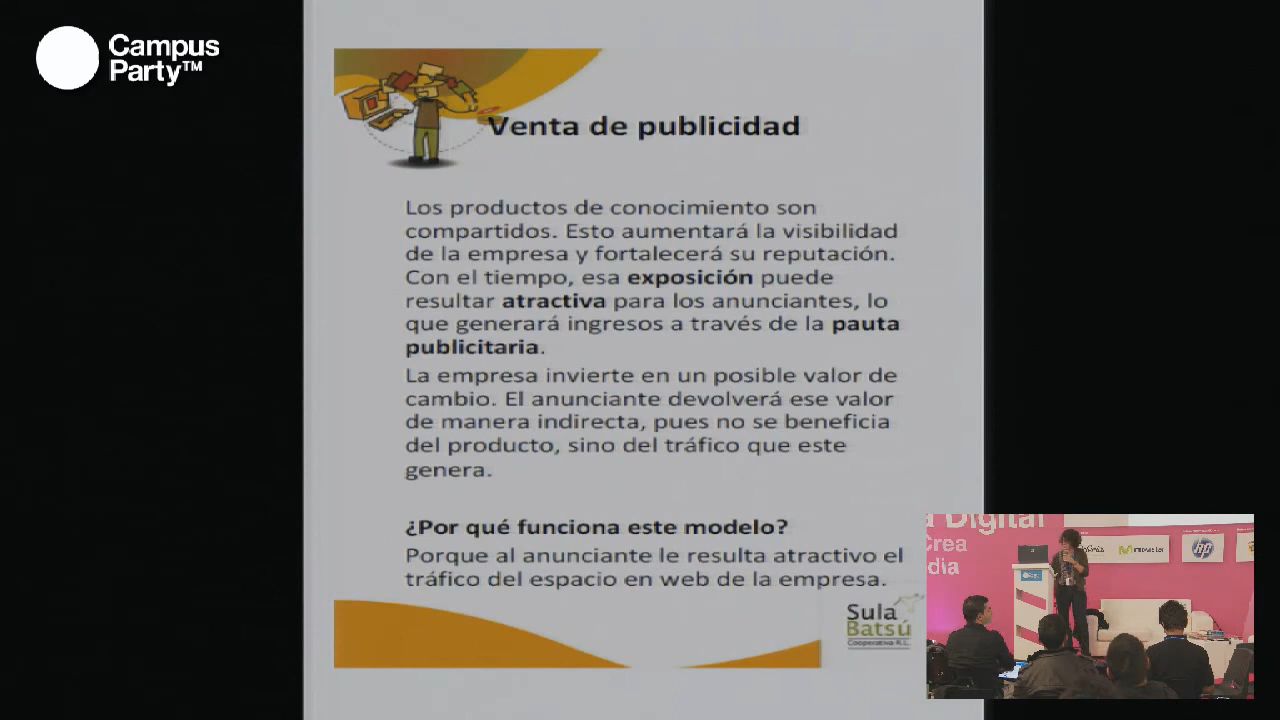 Campus
Party™
Venta de publicidad
Los productos de conocimiento son
compartidos. Esto aumentará la visibilidad
de la empresa y fortalecerá su reputación.
Con el tiempo, esa exposición puede
resultar atractiva para los anunciantes, lo
que generará ingresos a través de la pauta
publicitaria.
La empresa invierte en un posible valor de
cambio. El anunciante devolverá ese valor
de manera indirecta, pues no se beneficia
del producto, sino del tráfico que este
genera.
¿Por qué funciona este modelo?
Porque al anunciante le resulta atractivo el
tráfico del espacio en web de la empresa.
Sula
Batsú
Cooperativa R.L.
a Digital
Crea
dia
movistar
hp